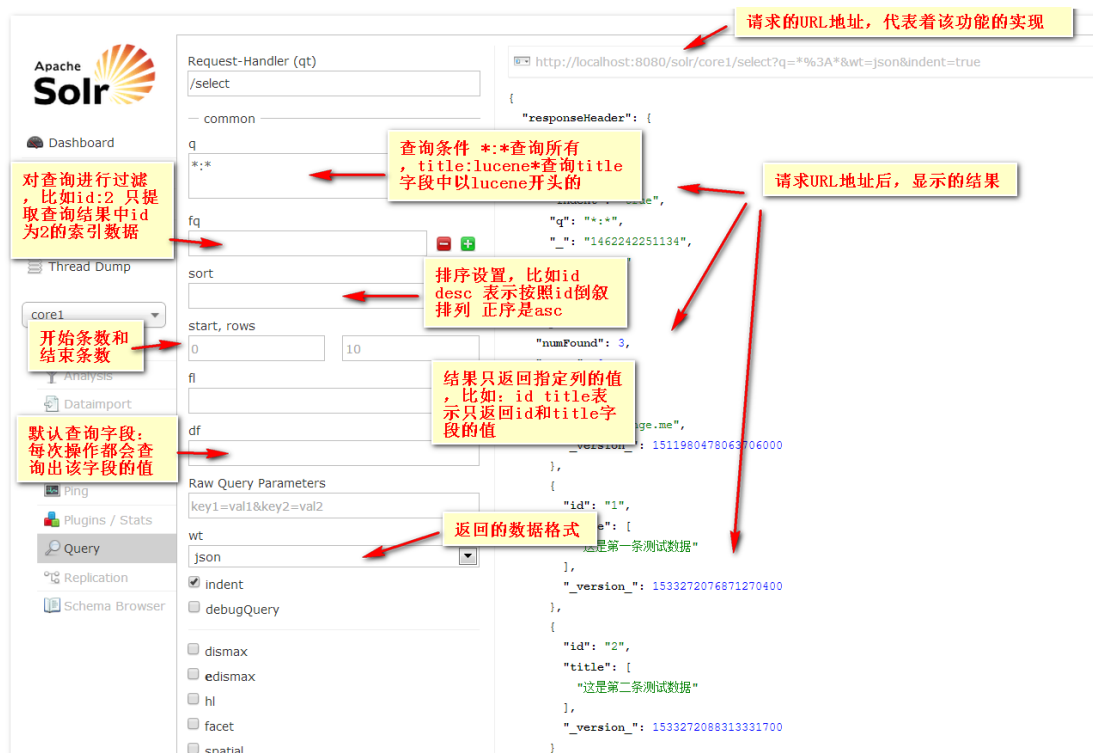 请求的URL地址，代表着该功能的实现
Apache
Solr
Request-Handler (qt)
/select
http://localhost:8080/solr/core1/select?q=*%3A*&wt=json&indent=true
common
{
"responseHeader": {
Dashboard
q
*:*
查询条件 *:*查询所有
，title:lucene*查询title
字段中以lucene开头的
对查询进行过滤
，比如id:2 只提
取查询结果中id
为2的索引数据
请求URL地址后，显示的结果
"q": "*:*",
"_": "1462242251134",
fq
Thread Dump
sort
排序设置，比如id
desc 表示按照id倒叙
排列 正序是asc
core1
开始条数和
结束条数
start, rows
0
10
"numFound": 3,
Analysis
fl
结果只返回指定列的值
，比如：id title表
示只返回id和title字
段的值
Dataimport
默认查询字段：
每次操作都会查
询出该字段的值
df
nge.me",
"_version_": 1511980478063706000
},
{
Raw Query Parameters
key1=val1&key2=val2
Ping
"id": "1",
Plugins / Stats
返回的数据格式
e": [
wt
json
"这是第一条测试数据"
Query
],
indent
"_version_": 1533272076871270400
Replication
},
Schema Browser
debugQuery
{
"id": "2",
dismax
"title": [
edismax
"这是第二条测试数据"
hl
],
facet
"_version_": 1533272088313331700
spatial
}